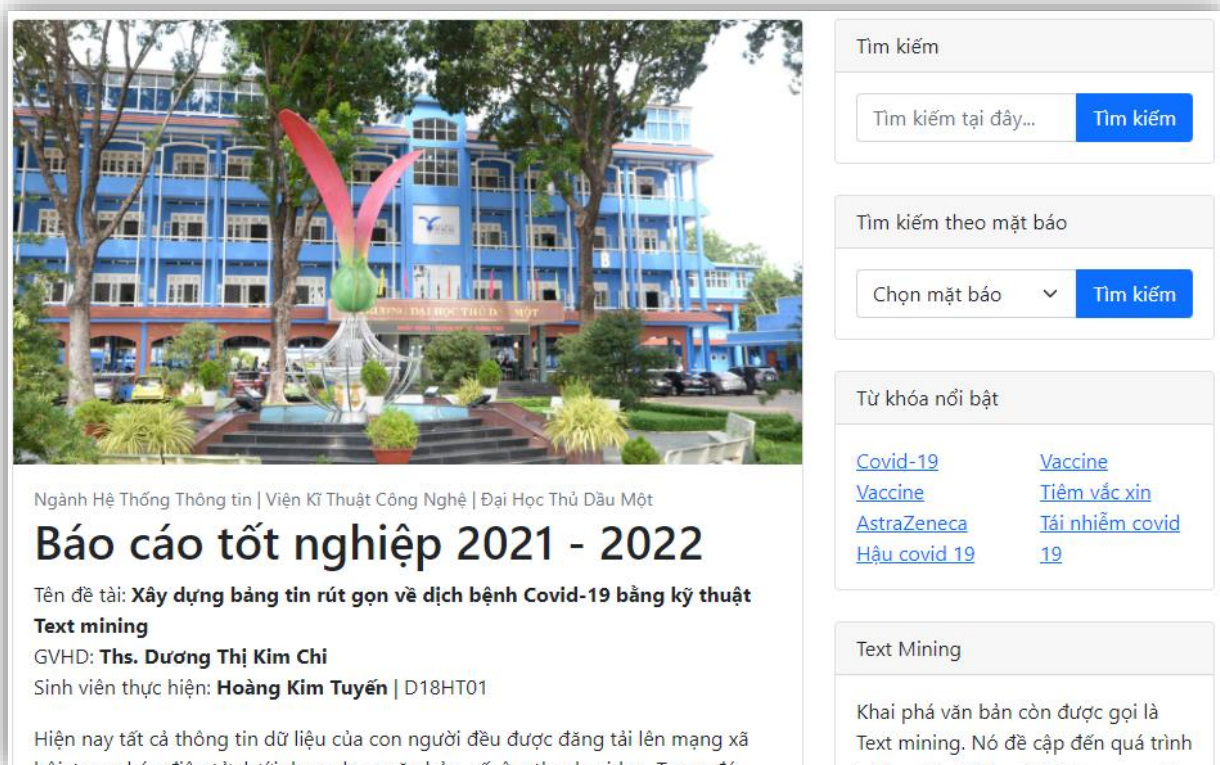 TRƯỜNG ĐẠI HỌC THỦ DẦU MỘT
B
Ngành Hệ Thống Thông tin | Viện Kĩ Thuật Công Nghệ | Đại Học Thủ Dầu Một
Báo cáo tốt nghiệp 2021 - 2022
Tên đề tài: Xây dựng bảng tin rút gọn về dịch bệnh Covid-19 bằng kỹ thuật
Text mining
GVHD: Ths. Dương Thị Kim Chi
Sinh viên thực hiện: Hoàng Kim Tuyến | D18HT01
Hiện nay tất cả thông tin dữ liệu của con người đều được đăng tải lên mạng xã
Tìm kiếm
Tìm kiếm tại đây... Tìm kiếm
Tìm kiếm theo mặt báo
Chọn mặt báo Tìm kiếm
Từ khóa nổi bật
Covid-19
Vaccine
AstraZeneca
Hậu covid 19
Vaccine
Tiêm vắc xin
Tái nhiễm covid
19
Text Mining
Khai phá văn bản còn được gọi là
Text mining. Nó đề cập đến quá trình